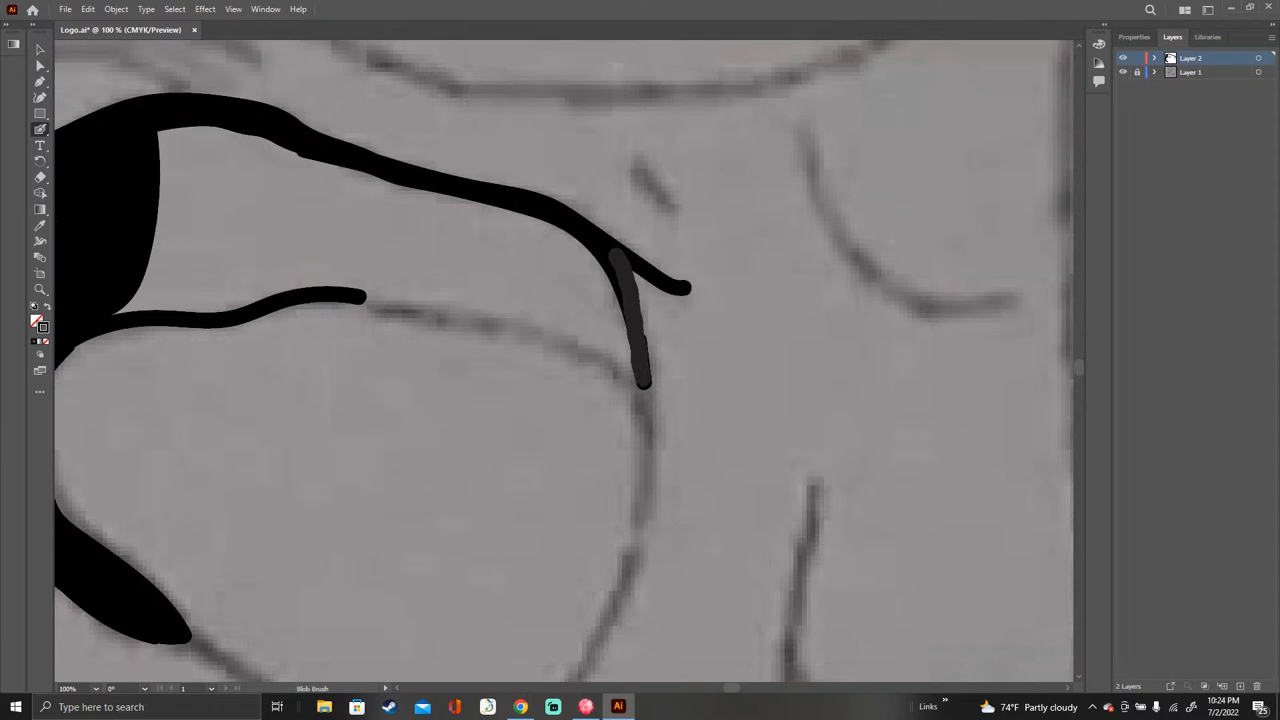 File Edit Object Type Select Effect View Window Help
Logo.ai* @ 100 % (CMYK/Preview) ×
Properties Layers Libraries
Layer 2
Layer 1
100% 0° 1 Blob Brush
2 Layers
Type here to search
Links
74°F Partly cloudy
10:24 PM
7/2/2022